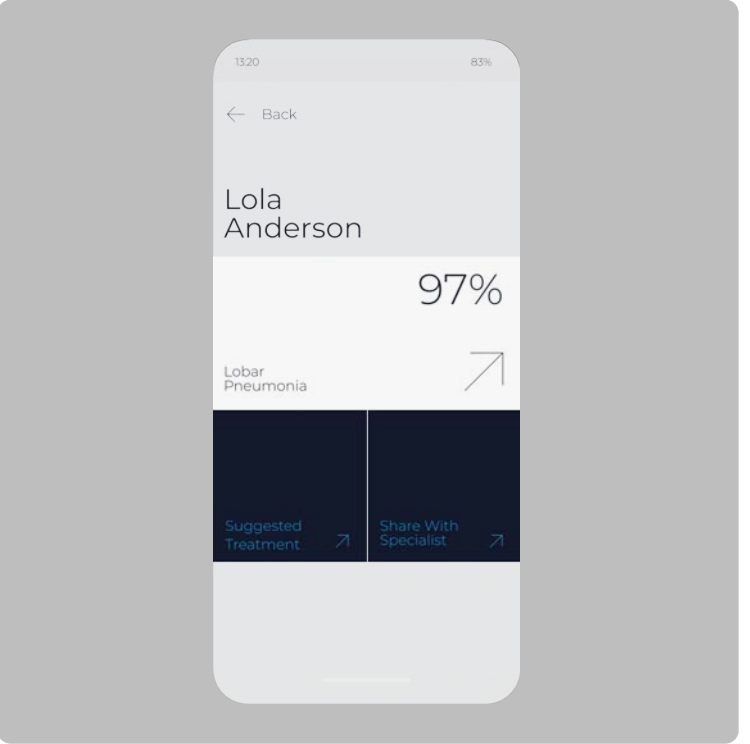 13:20
83%
Back
Lola
Anderson
97%
Lobar
Pneumonia
Suggested
Treatment
Share With
Specialist